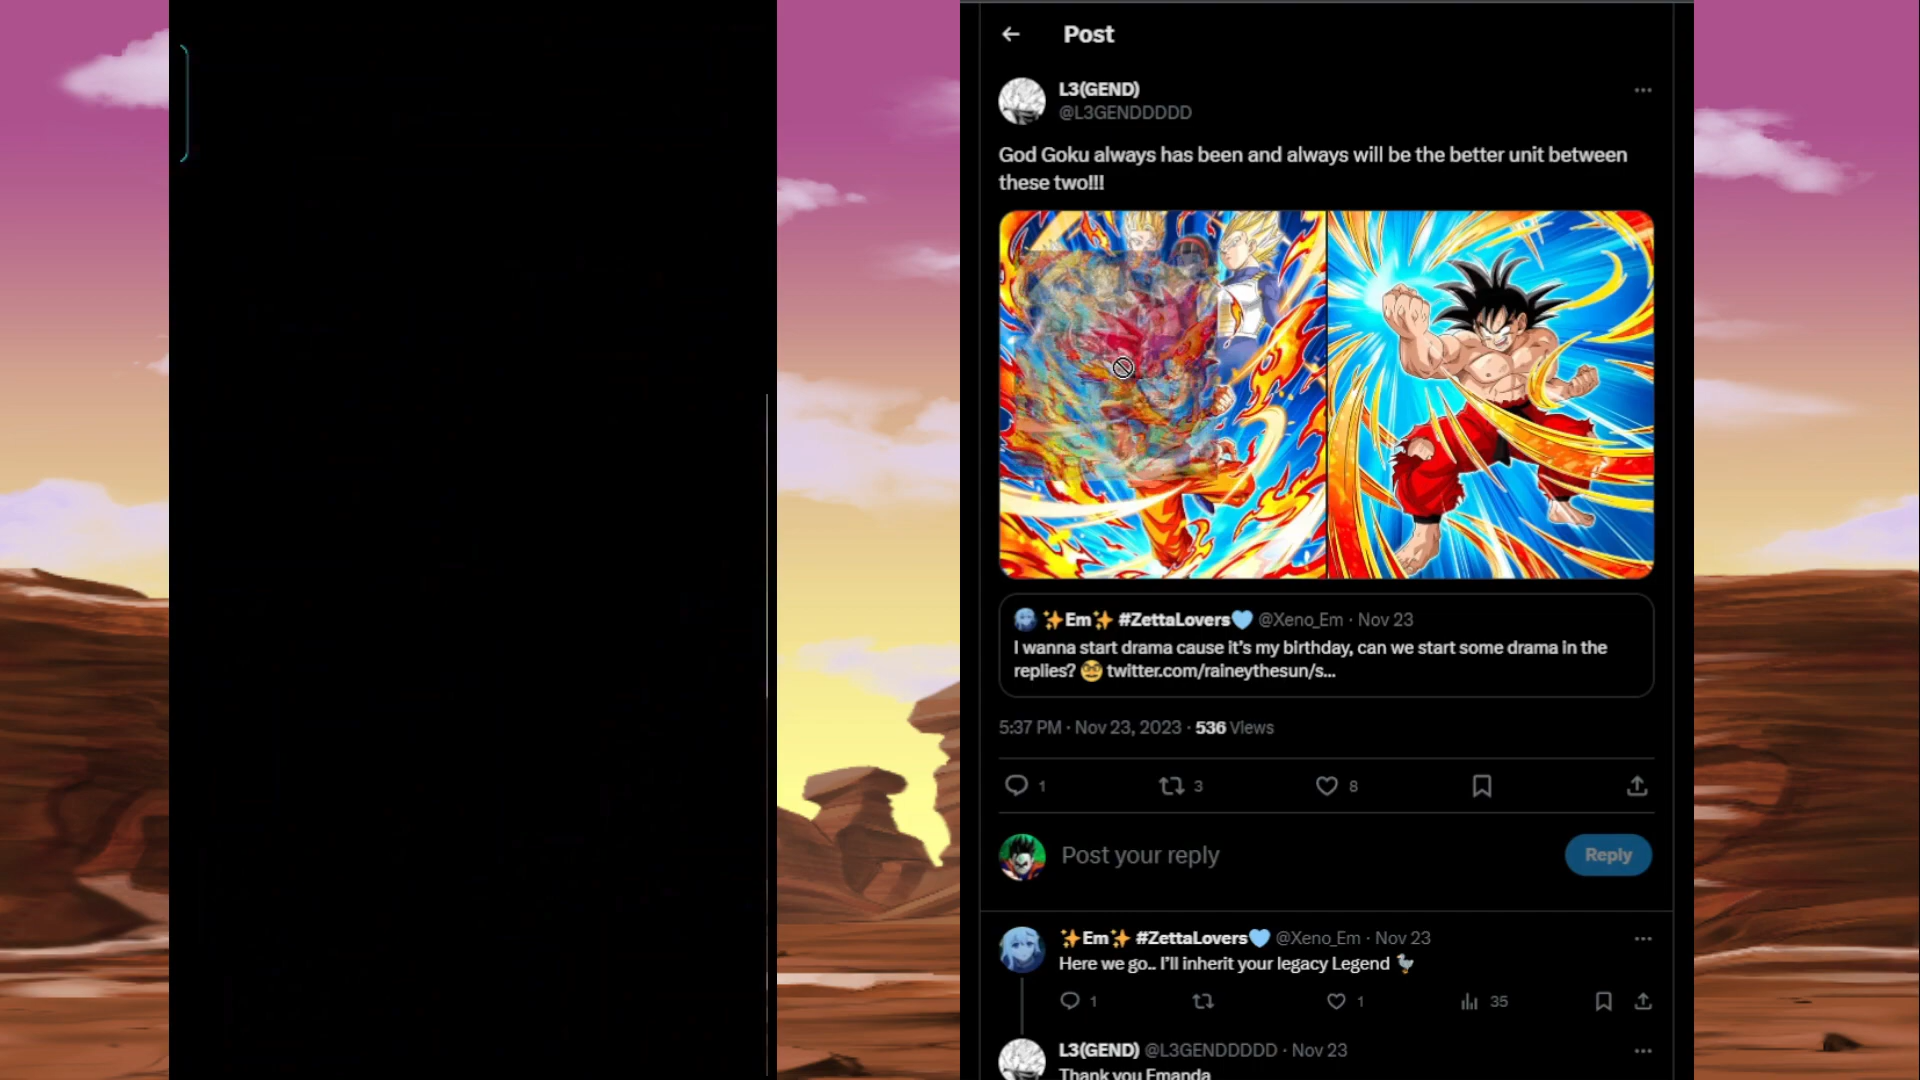 Post
L3(GEND)
@L3GENDDDDD
God Goku always has been and always will be the better unit between
these two!!!
✨Em✨ #ZettaLovers🩵 @Xeno_Em · Nov 23
I wanna start drama cause it's my birthday, can we start some drama in the
replies? 🤓 twitter.com/raineythesun/s...
5:37 PM · Nov 23, 2023 · 536 Views
1 3 8
Post your reply
Reply
✨Em✨ #ZettaLovers🩵 @Xeno_Em · Nov 23
Here we go.. I'll inherit your legacy Legend 🦆
1 1 35
L3(GEND) @L3GENDDDDD · Nov 23
Thank you Emanda